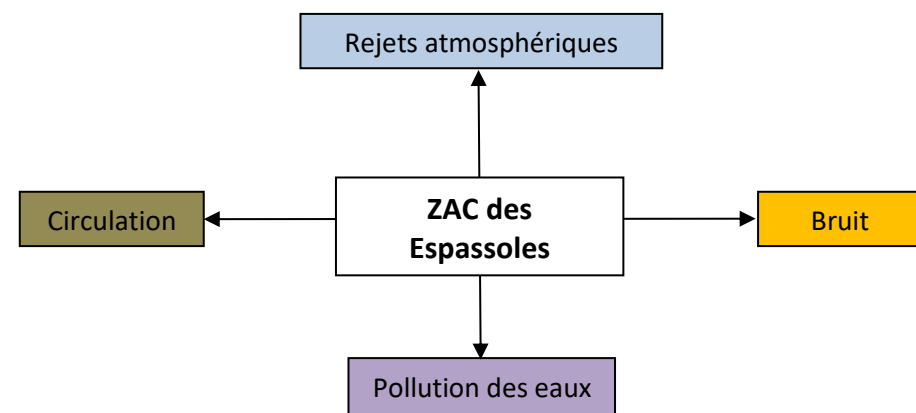 Rejets atmosphériques
Circulation
ZAC des
Espassoles
Bruit
Pollution des eaux